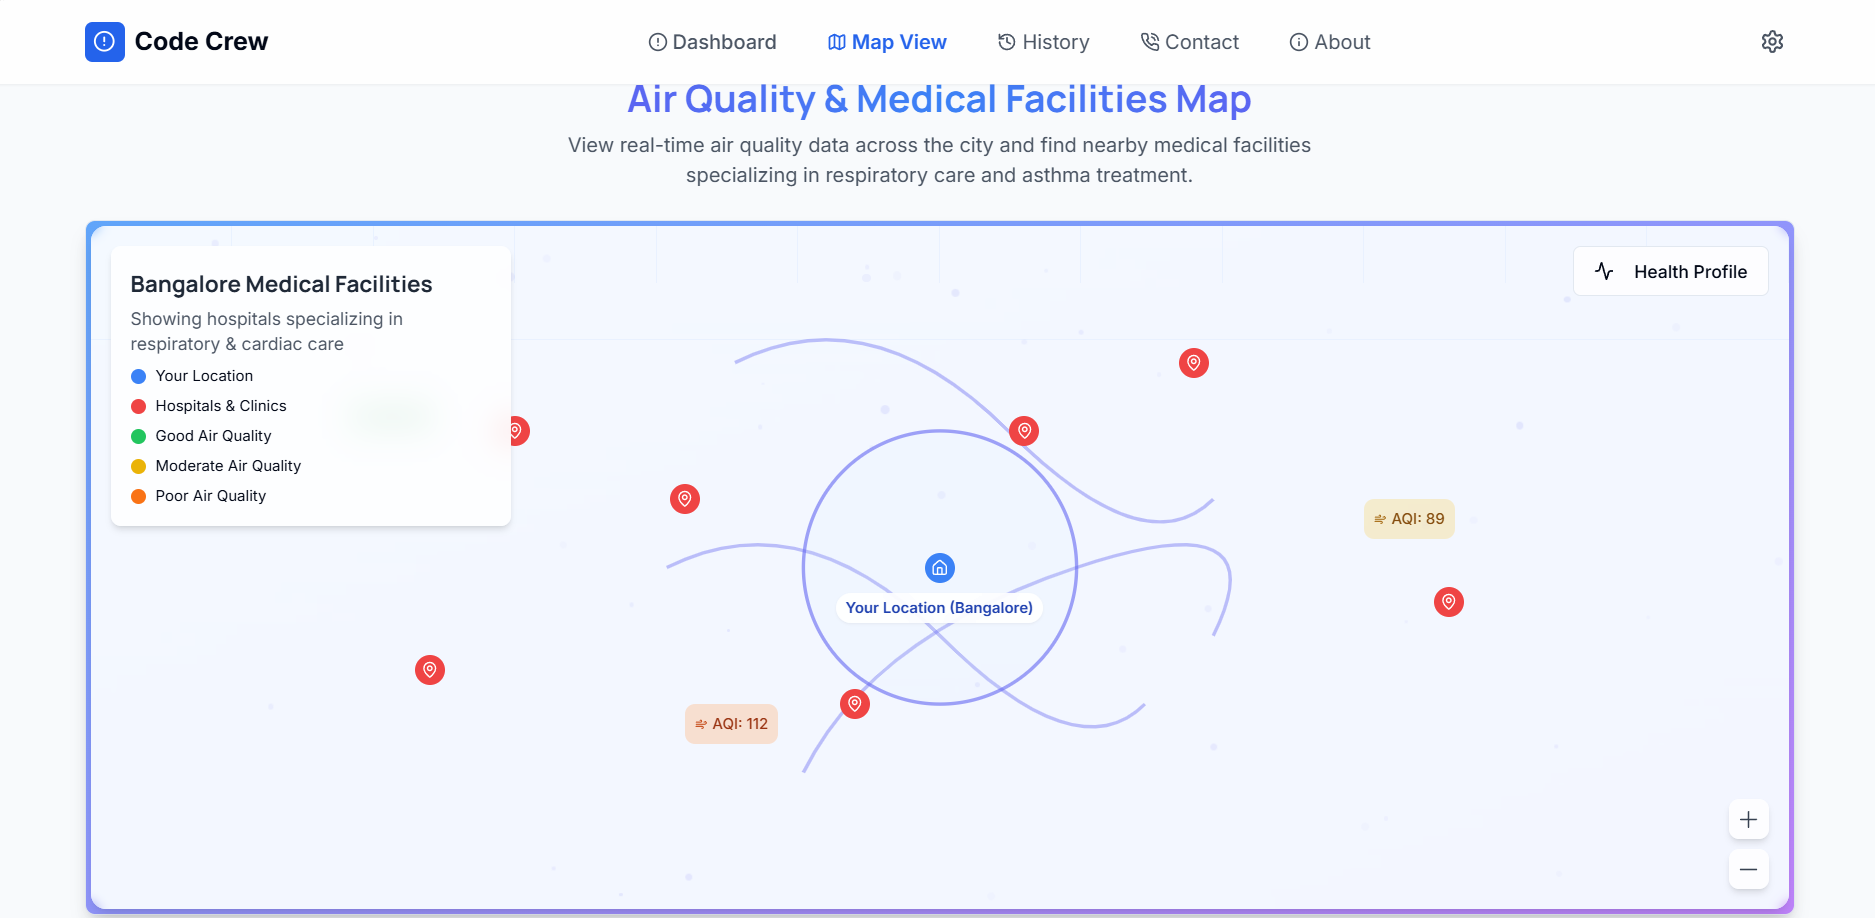 Code Crew
Dashboard
Map View
History
Contact
About
Air Quality & Medical Facilities Map
View real-time air quality data across the city and find nearby medical facilities
specializing in respiratory care and asthma treatment.
Bangalore Medical Facilities
Showing hospitals specializing in
respiratory & cardiac care
Your Location
Hospitals & Clinics
Good Air Quality
Moderate Air Quality
Poor Air Quality
Health Profile
AQI: 89
Your Location (Bangalore)
AQI: 112